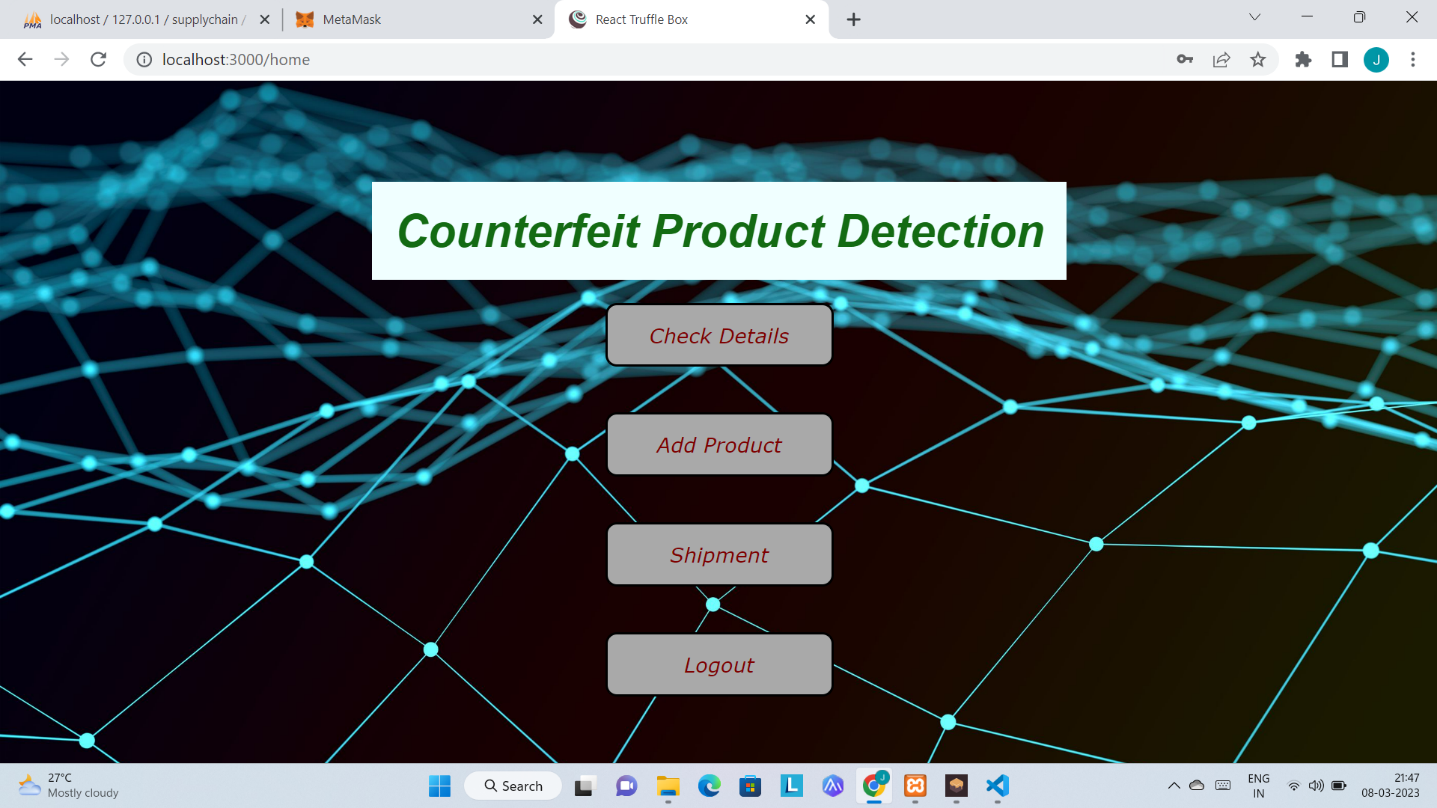 PMA
localhost / 127.0.0.1 / supplychain /
MetaMask
React Truffle Box
localhost:3000/home
J
Counterfeit Product Detection
Check Details
Add Product
Shipment
Logout
27°C
Mostly cloudy
Search
L
J
ENG
IN
21:47
08-03-2023